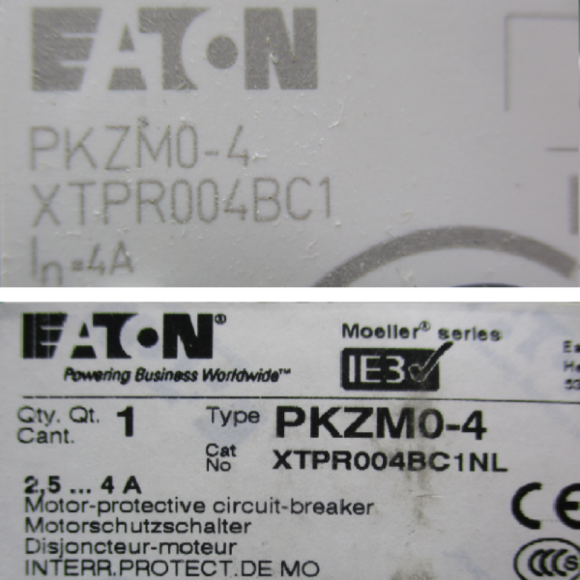 EATON
PKZM0-4
XTPR004BC1
In=4A
EATON®
Powering Business Worldwide™
Moeller® series
IE3
Qty. Qt. 1
Cant.
Type PKZM0-4
Cat
No XTPR004BC1NL
2,5 ... 4 A
Motor-protective circuit-breaker
Motorschutzschalter
Disjoncteur-moteur
INTERR.PROTECT.DE MO
CE
CCC